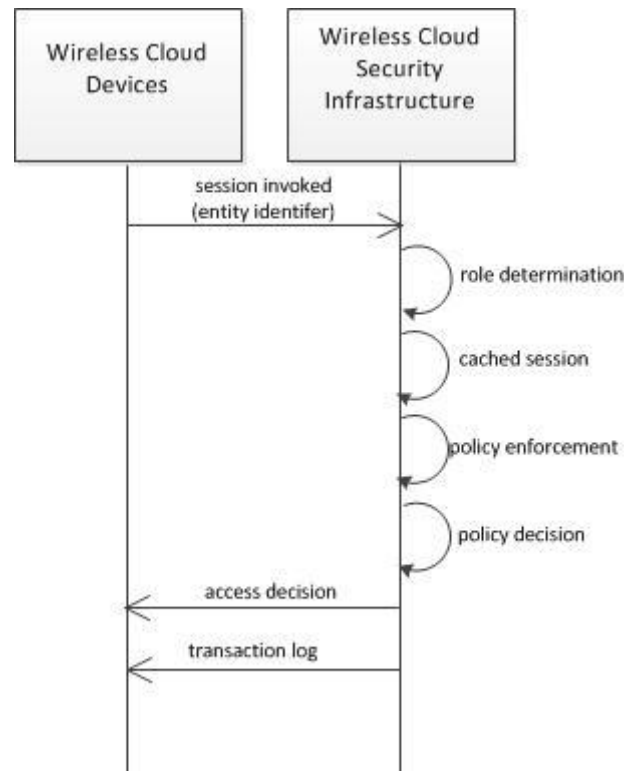 Wireless Cloud
Devices
Wireless Cloud
Security
Infrastructure
session invoked
(entity identifer)
role determination
cached session
policy enforcement
policy decision
access decision
transaction log